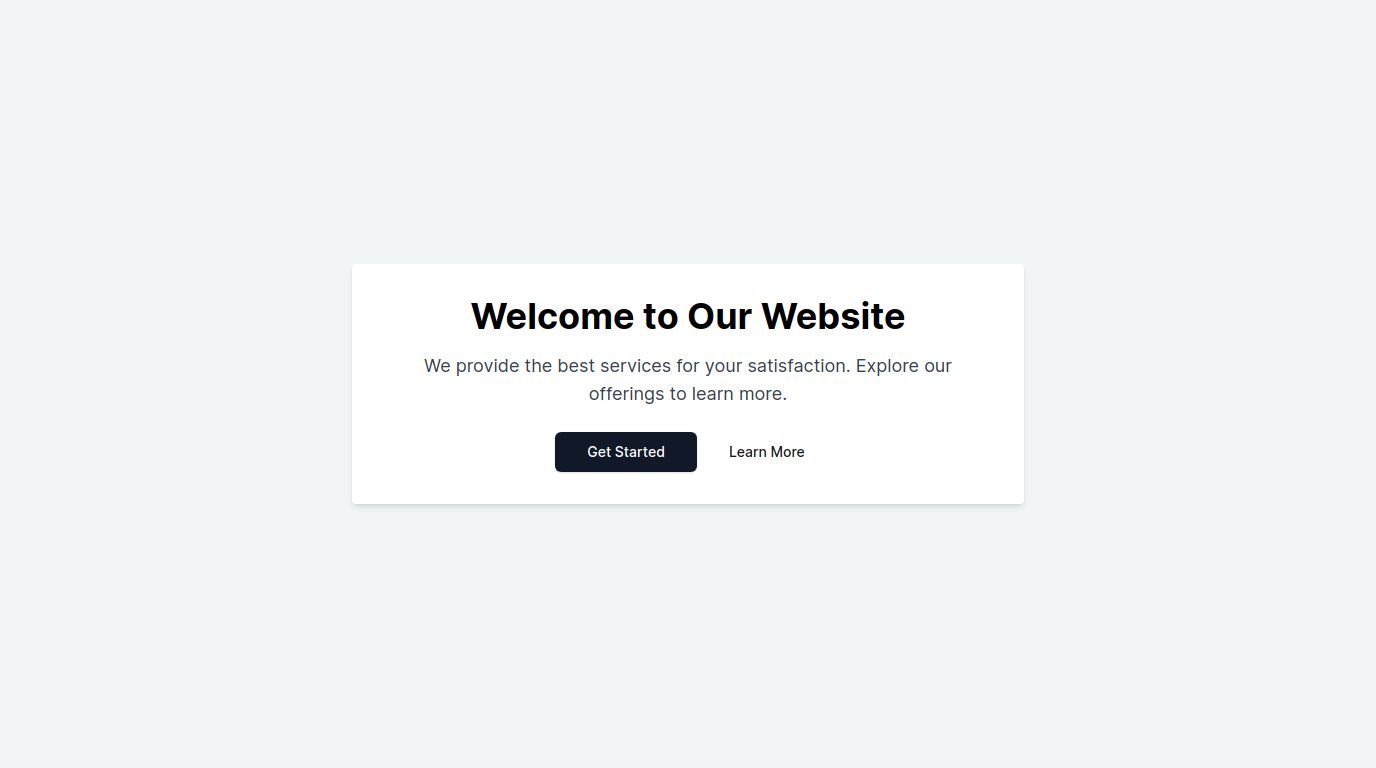 Welcome to Our Website
We provide the best services for your satisfaction. Explore our
offerings to learn more.
Get Started
Learn More